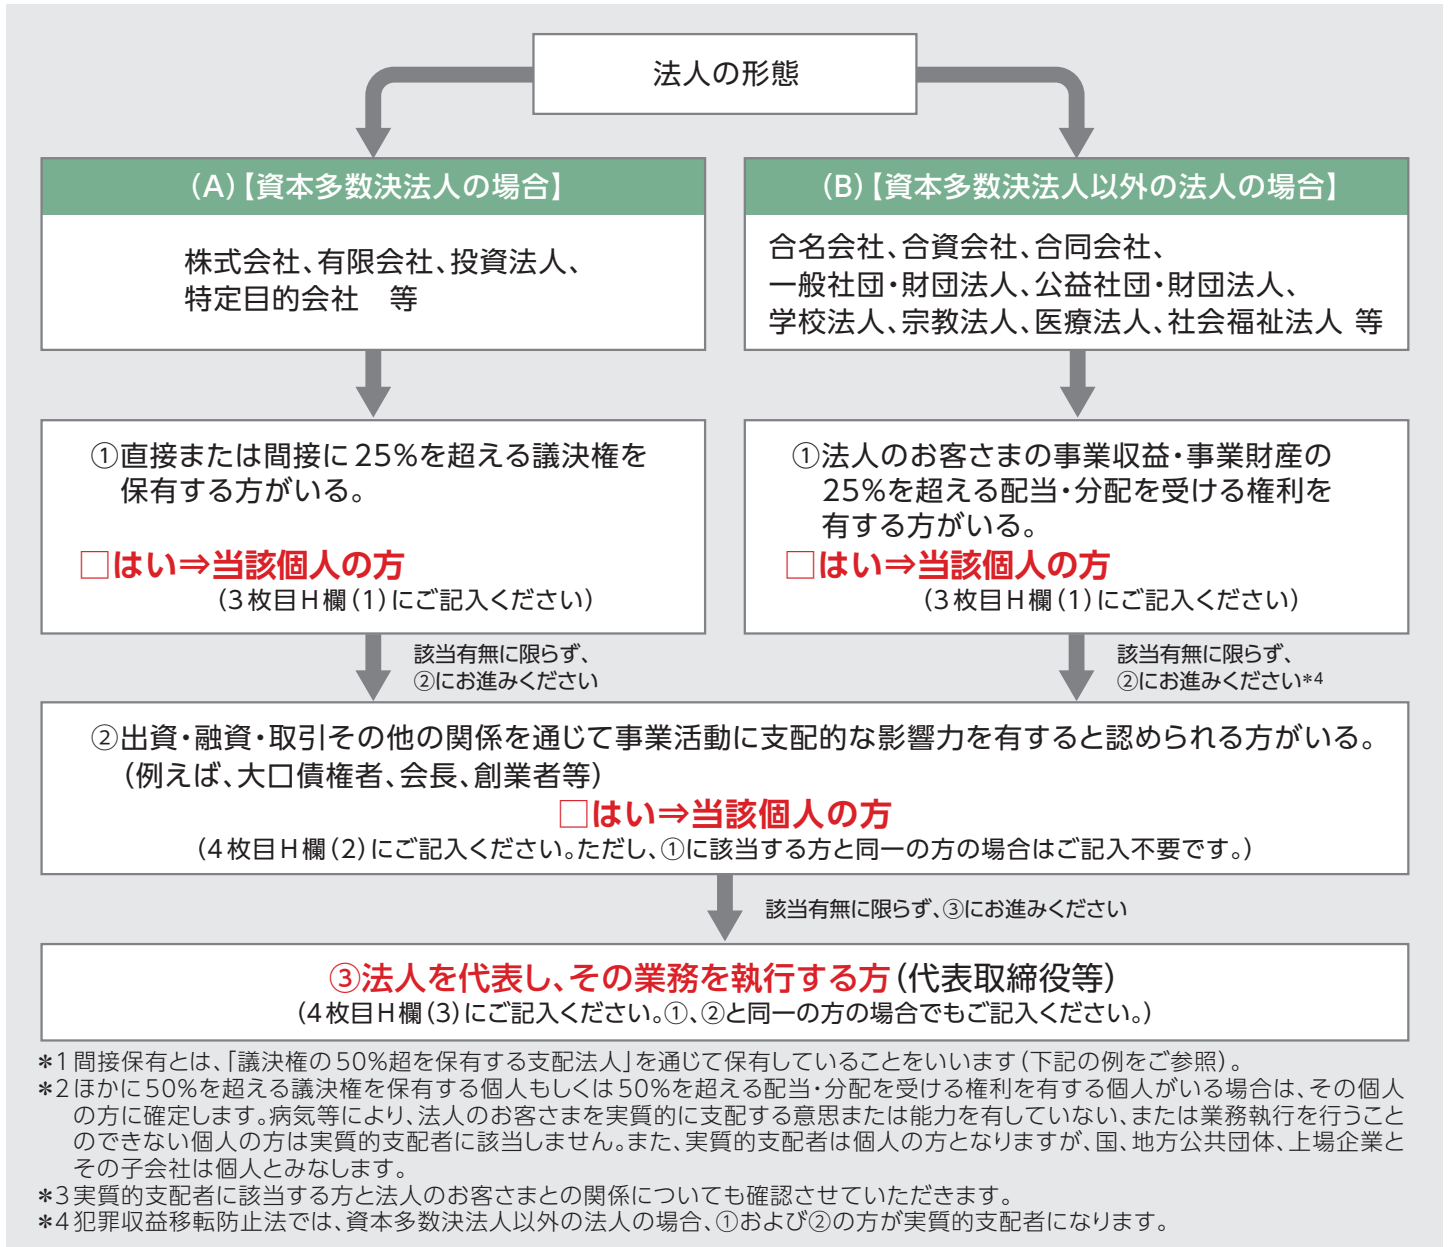 法人の形態
(A)【資本多数決法人の場合】
株式会社、有限会社、投資法人、
特定目的会社　等
(B)【資本多数決法人以外の法人の場合】
合名会社、合資会社、合同会社、
一般社団・財団法人、公益社団・財団法人、
学校法人、宗教法人、医療法人、社会福祉法人 等
①直接または間接に25%を超える議決権を
保有する方がいる。
□はい⇒当該個人の方
(3枚目H欄(1)にご記入ください)
①法人のお客さまの事業収益・事業財産の
25%を超える配当・分配を受ける権利を
有する方がいる。
□はい⇒当該個人の方
(3枚目H欄(1)にご記入ください)
該当有無に限らず、
②にお進みください
該当有無に限らず、
②にお進みください*4
②出資・融資・取引その他の関係を通じて事業活動に支配的な影響力を有すると認められる方がいる。
(例えば、大口債権者、会長、創業者等)
□はい⇒当該個人の方
(4枚目H欄(2)にご記入ください。ただし、①に該当する方と同一の方の場合はご記入不要です。)
該当有無に限らず、③にお進みください
③法人を代表し、その業務を執行する方(代表取締役等)
(4枚目H欄(3)にご記入ください。①、②と同一の方の場合でもご記入ください。)
*1 間接保有とは、「議決権の50%超を保有する支配法人」を通じて保有していることをいいます(下記の例をご参照)。
*2 ほかに50%を超える議決権を保有する個人もしくは50%を超える配当・分配を受ける権利を有する個人がいる場合は、その個人
の方に確定します。病気等により、法人のお客さまを実質的に支配する意思または能力を有していない、または業務執行を行うこと
のできない個人の方は実質的支配者に該当しません。また、実質的支配者は個人の方となりますが、国、地方公共団体、上場企業と
その子会社は個人とみなします。
*3 実質的支配者に該当する方と法人のお客さまとの関係についても確認させていただきます。
*4 犯罪収益移転防止法では、資本多数決法人以外の法人の場合、①および②の方が実質的支配者になります。